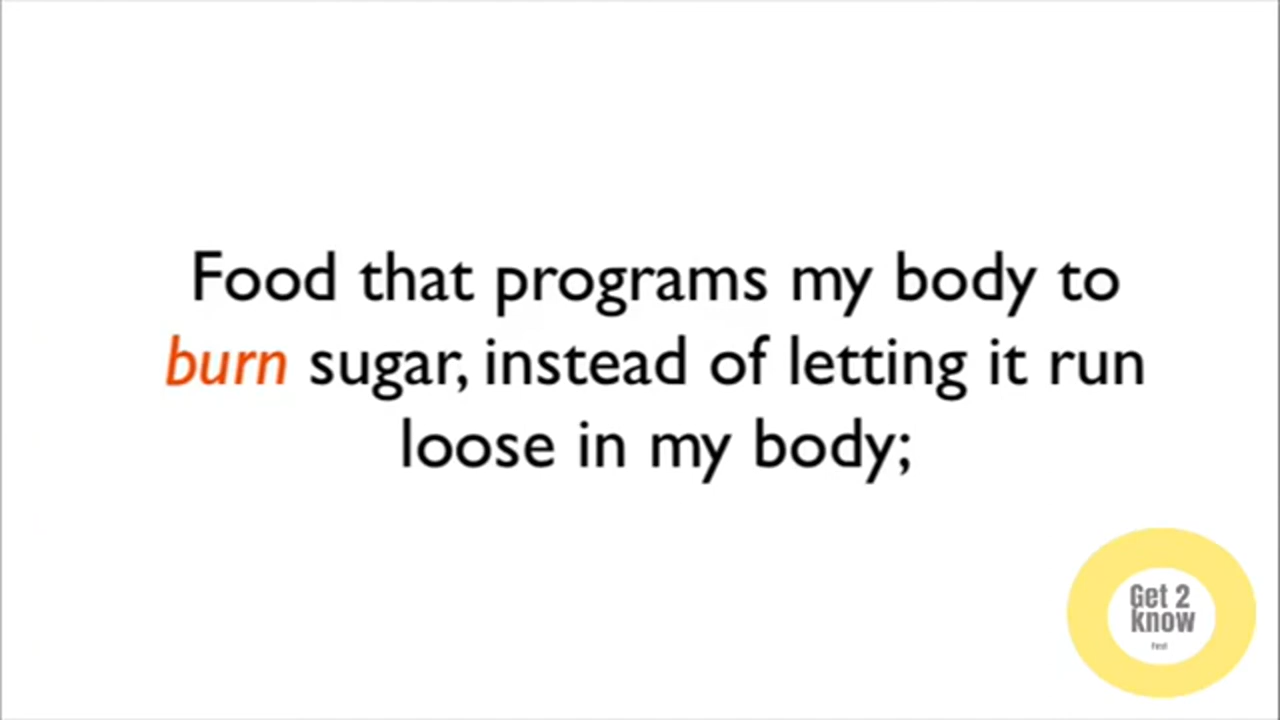 Food that programs my body to
burn sugar, instead of letting it run
loose in my body;
Get 2
know